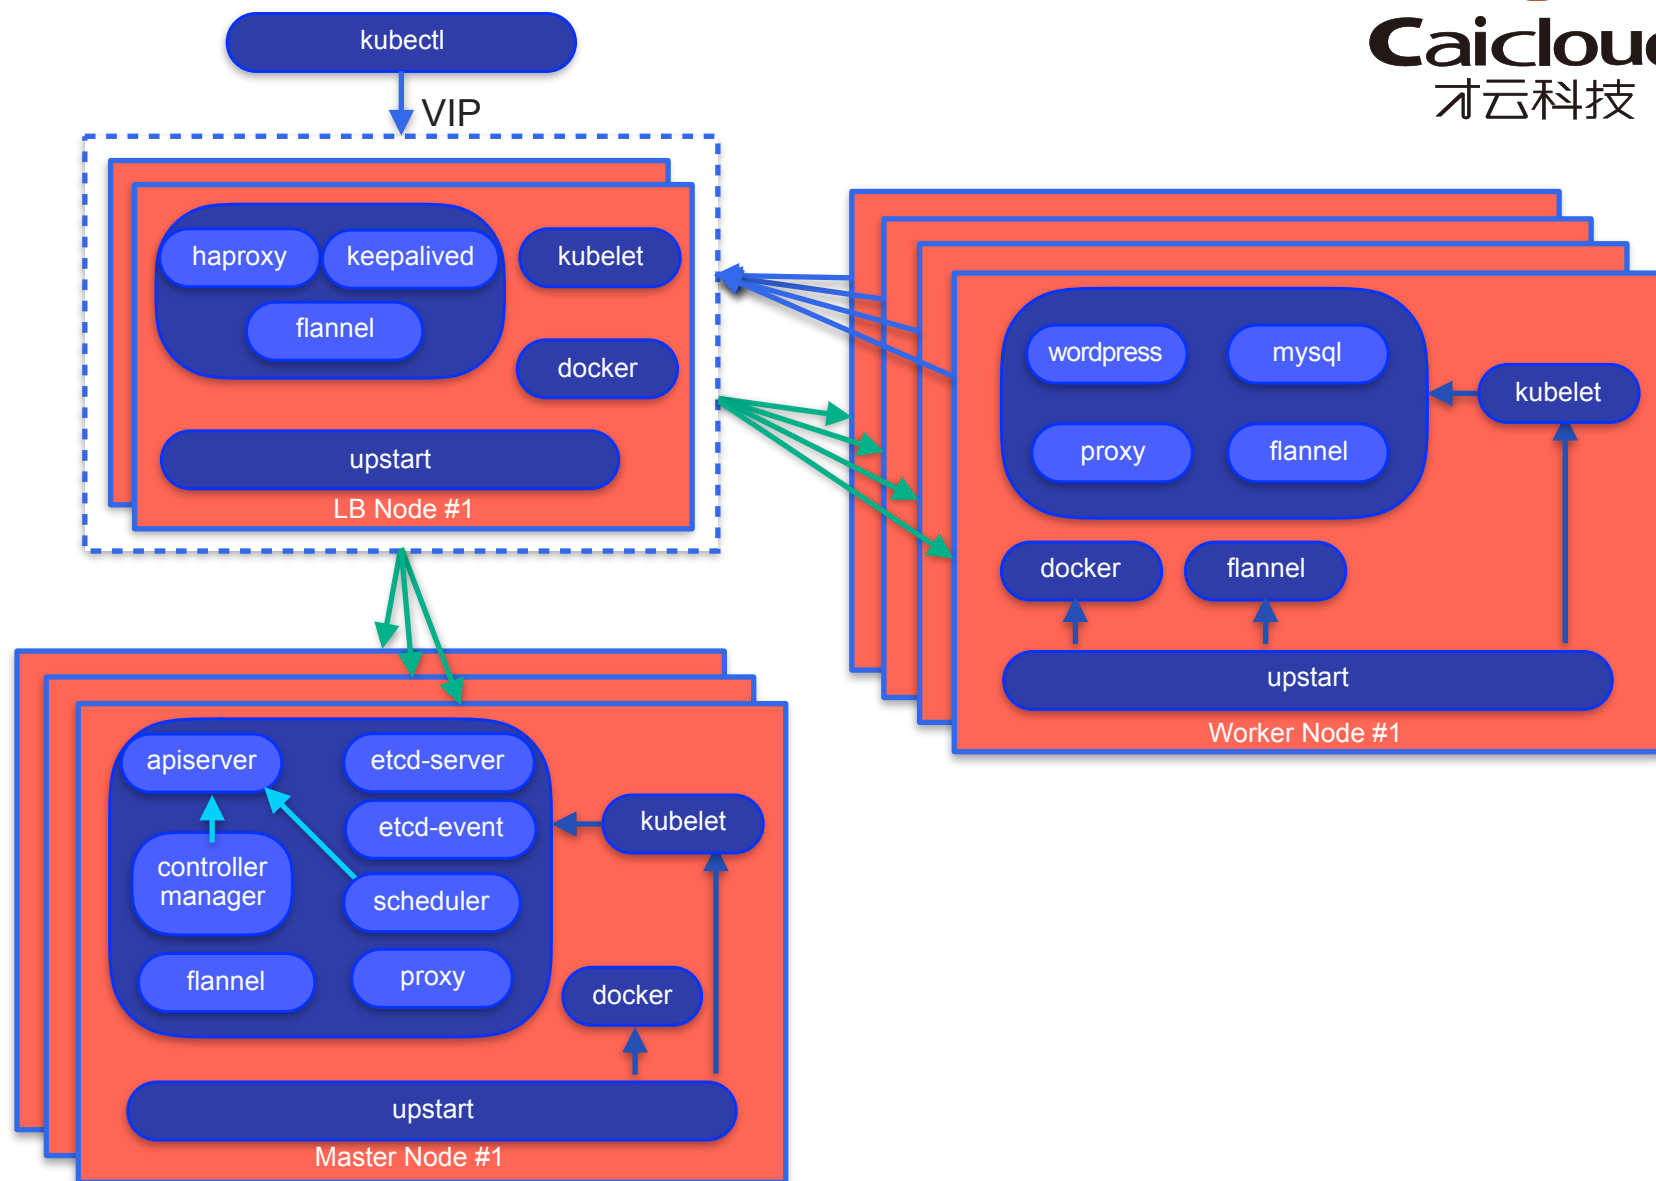 kubectl
Caicloud
才云科技
VIP
haproxy
keepalived
kubelet
flannel
docker
upstart
LB Node #1
wordpress
mysql
kubelet
proxy
flannel
docker
flannel
upstart
Worker Node #1
apiserver
etcd-server
etcd-event
kubelet
controller
manager
scheduler
flannel
proxy
docker
upstart
Master Node #1